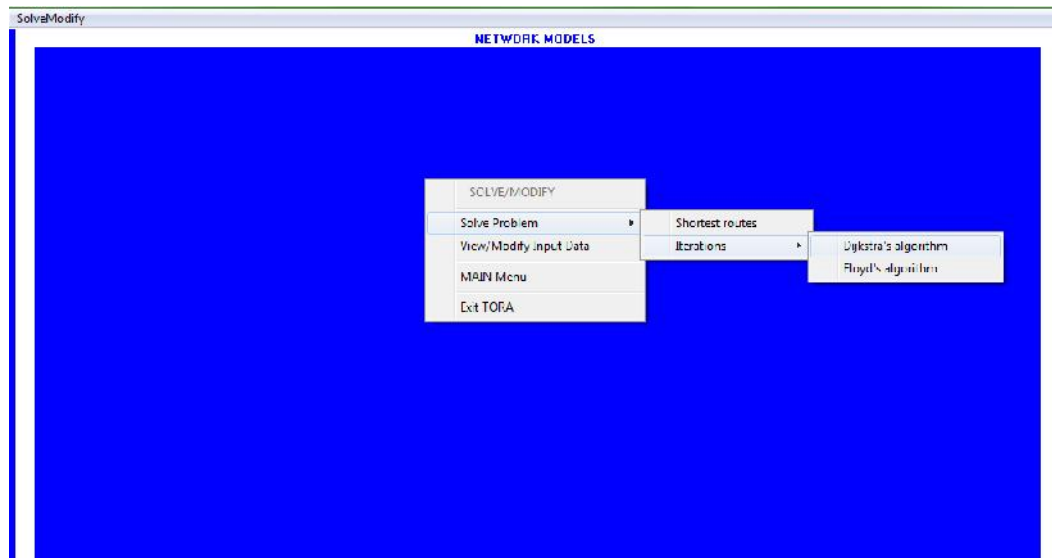 SolveModify
NETWORK MODELS
SOLVE/MODIFY
Solve Problem
Shortest routes
View/Modify Input Data
Iterations
Dijkstra's algorithm
Floyd's algorithm
MAIN Menu
Exit TORA